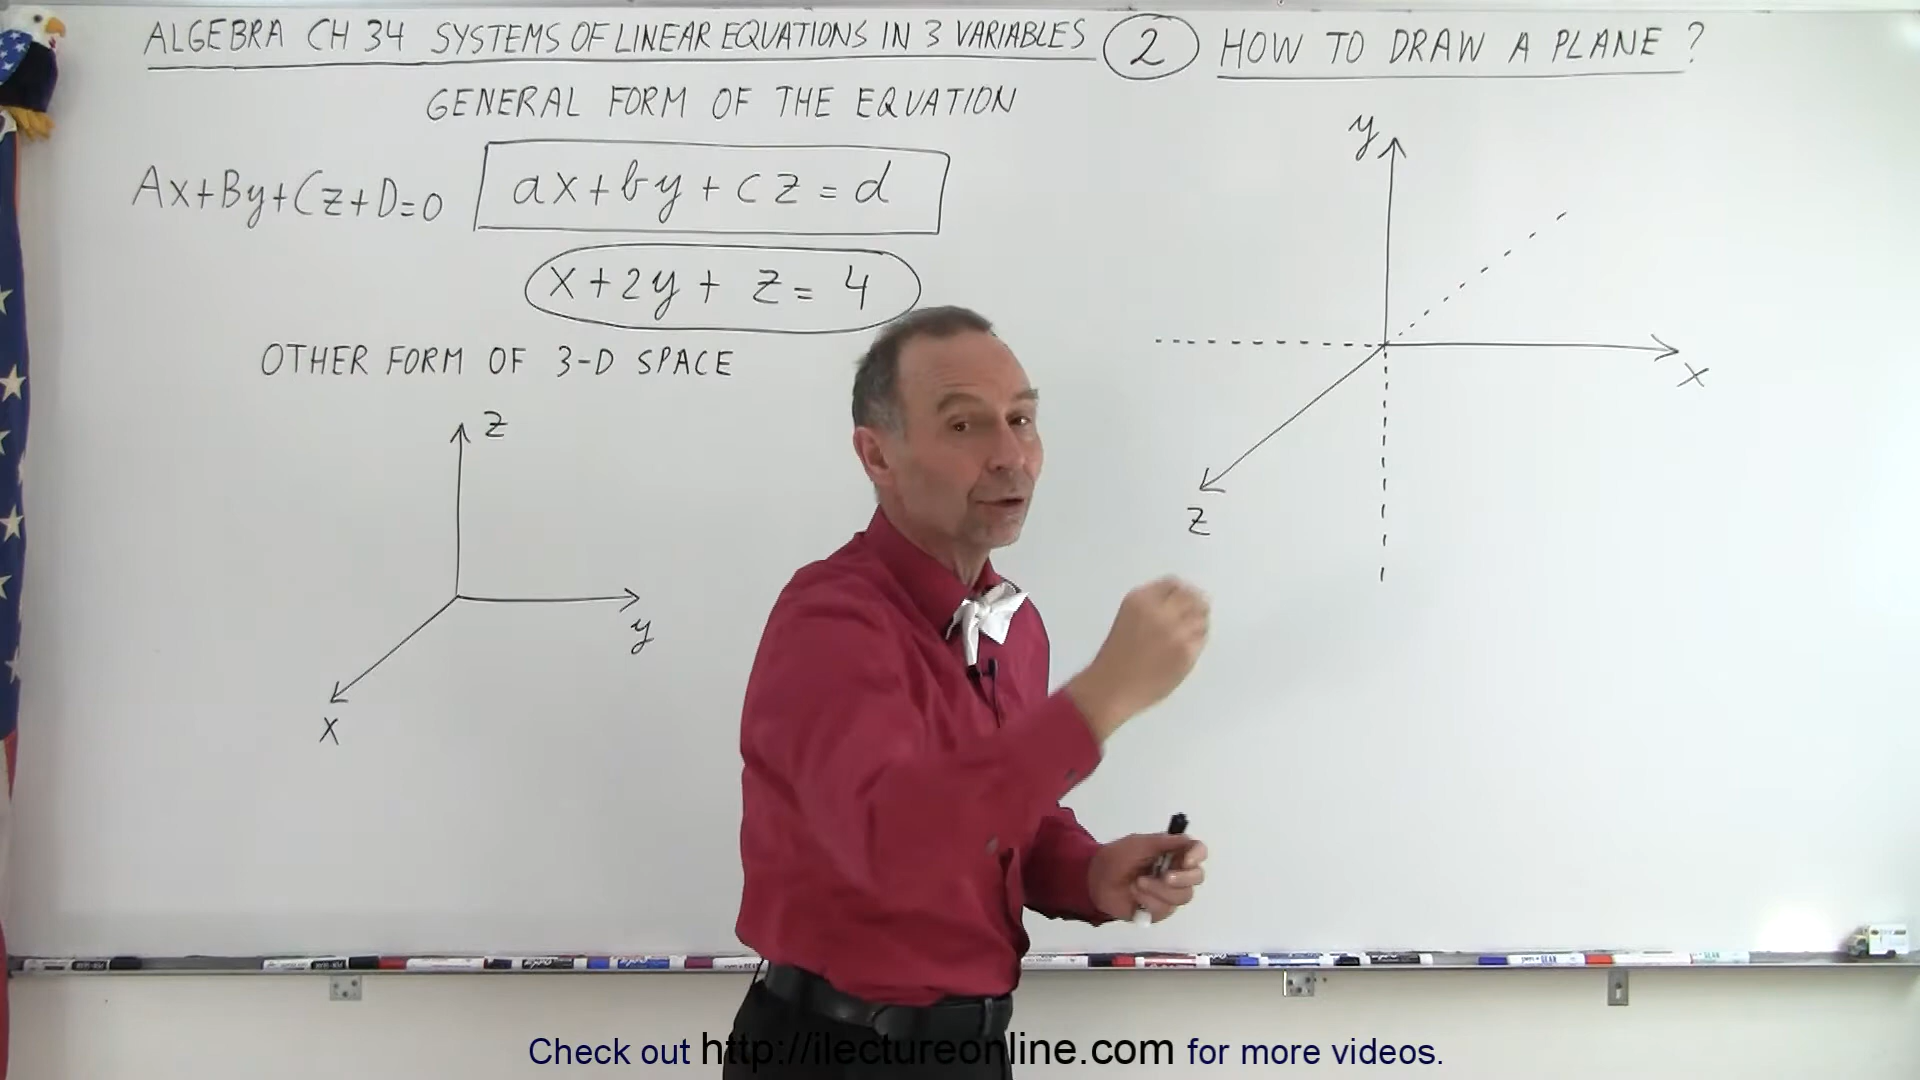 ALGEBRA CH 34 SYSTEMS OF LINEAR EQUATIONS IN 3 VARIABLES 2 HOW TO DRAW A PLANE ?
GENERAL FORM OF THE EQUATION
Ax+By+Cz+D=0 ax+by+cz=d
x+2y+z=4
OTHER FORM OF 3-D SPACE
z
y
x
y
x
z
Check out http://ilectureonline.com for more videos.